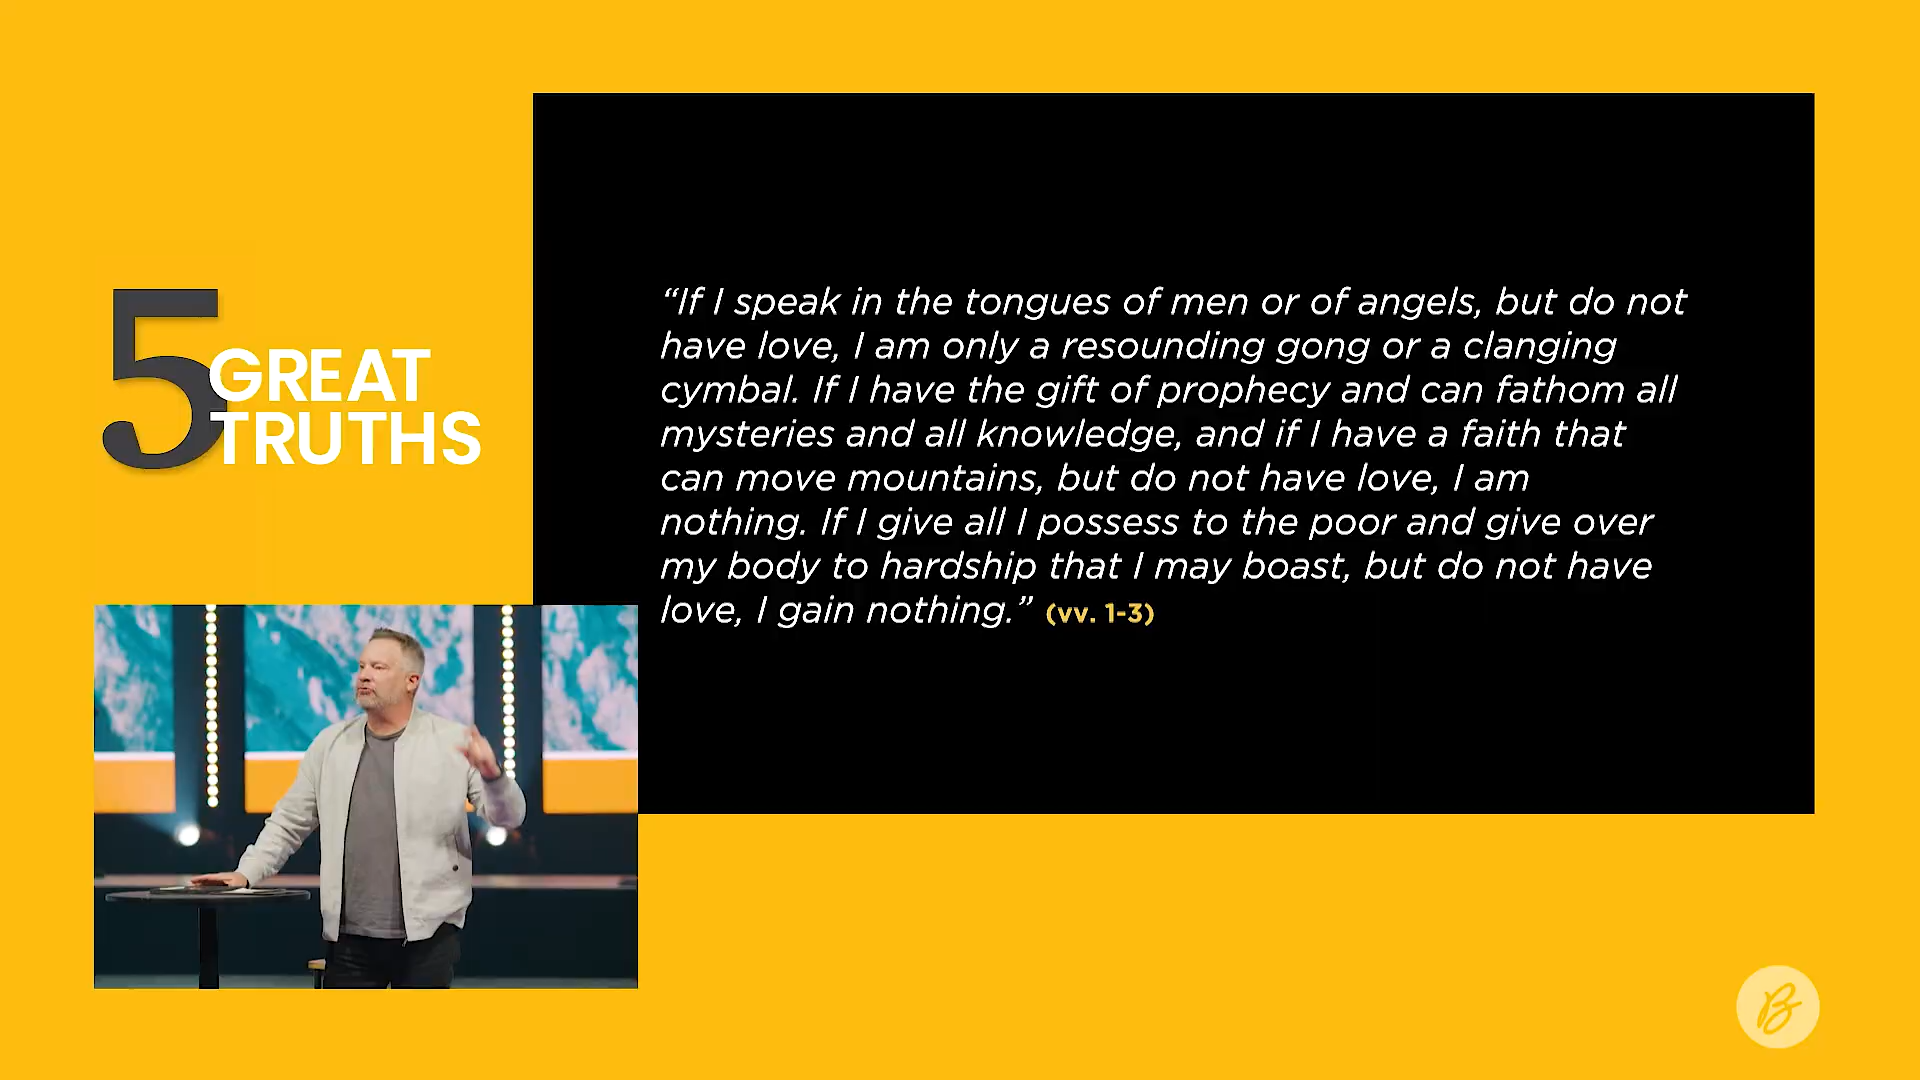 5 GREAT
TRUTHS
“If I speak in the tongues of men or of angels, but do not
have love, I am only a resounding gong or a clanging
cymbal. If I have the gift of prophecy and can fathom all
mysteries and all knowledge, and if I have a faith that
can move mountains, but do not have love, I am
nothing. If I give all I possess to the poor and give over
my body to hardship that I may boast, but do not have
love, I gain nothing.” (vv. 1-3)
B